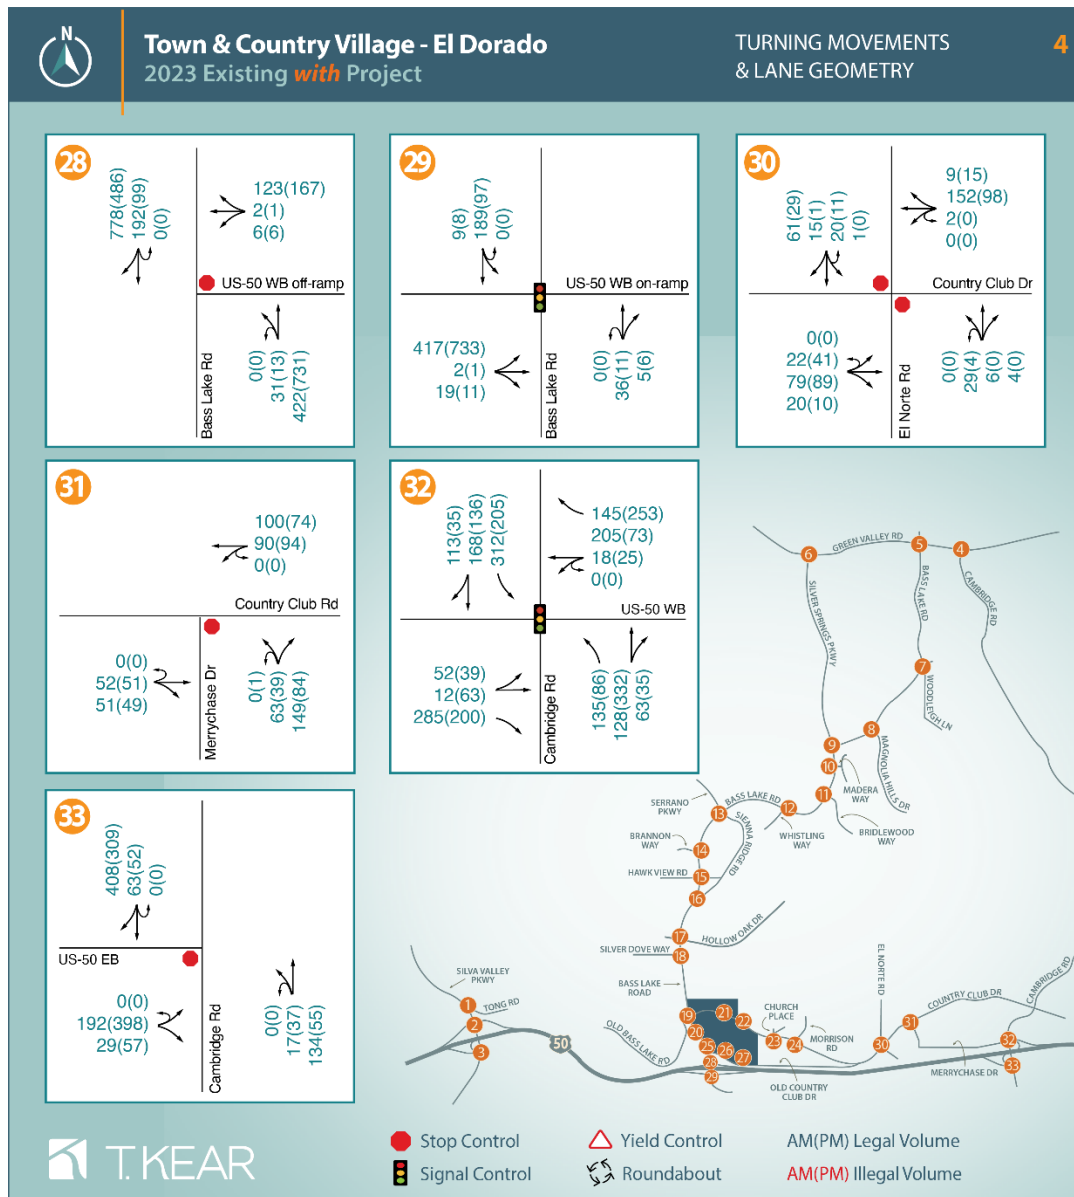 N
Town & Country Village - El Dorado
2023 Existing with Project
TURNING MOVEMENTS
& LANE GEOMETRY
4
28
778(486)
192(99)
0(0)
123(167)
2(1)
6(6)
US-50 WB off-ramp
Bass Lake Rd
0(0)
31(13)
422(731)
29
9(8)
189(97)
0(0)
US-50 WB on-ramp
417(733)
2(1)
19(11)
Bass Lake Rd
0(0)
36(11)
5(6)
30
61(29)
15(1)
20(11)
1(0)
9(15)
152(98)
2(0)
0(0)
Country Club Dr
0(0)
22(41)
79(89)
20(10)
El Norte Rd
0(0)
29(4)
6(0)
4(0)
31
100(74)
90(94)
0(0)
Country Club Rd
0(0)
52(51)
51(49)
Merrychase Dr
0(1)
63(39)
149(84)
32
113(35)
168(136)
312(205)
145(253)
205(73)
18(25)
0(0)
US-50 WB
52(39)
12(63)
285(200)
Cambridge Rd
135(86)
128(332)
63(35)
33
408(309)
63(52)
0(0)
US-50 EB
0(0)
192(398)
29(57)
Cambridge Rd
0(0)
17(37)
134(55)
6
GREEN VALLEY RD
5
4
SILVER SPRINGS PKWY
BASS LAKE RD
CAMBRIDGE RD
7
WOODLEIGH LN
8
9
MAGNOLIA HILLS DR
10
MADERA
WAY
11
SERRANO
PKWY
BASS LAKE RD
12
13
WHISTLING
WAY
BRIDLEWOOD
WAY
SIENNA RIDGE RD
BRANNON
WAY
14
HAWK VIEW RD
15
16
17
HOLLOW OAK DR
SILVER DOVE WAY
18
EL NORTE RD
SILVA VALLEY
PKWY
BASS LAKE
ROAD
CAMBRIDGE RD
1
TONG RD
2
3
50
OLD BASS LAKE RD
19
20
21
22
CHURCH
PLACE
23
24
MORRISON
RD
COUNTRY CLUB DR
31
30
32
33
25
26
27
28
29
OLD COUNTRY
CLUB DR
MERRYCHASE DR
T.KEAR
Stop Control
Yield Control
AM(PM) Legal Volume
Signal Control
Roundabout
AM(PM) Illegal Volume